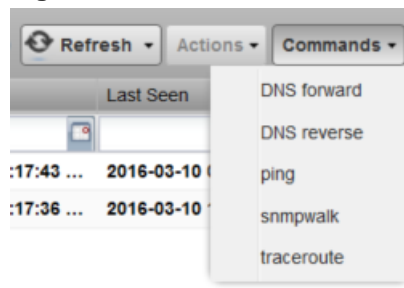 Refresh Actions Commands
Last Seen DNS forward
DNS reverse
:17:43 ... 2016-03-10 ping
:17:36 ... 2016-03-10 snmpwalk
traceroute